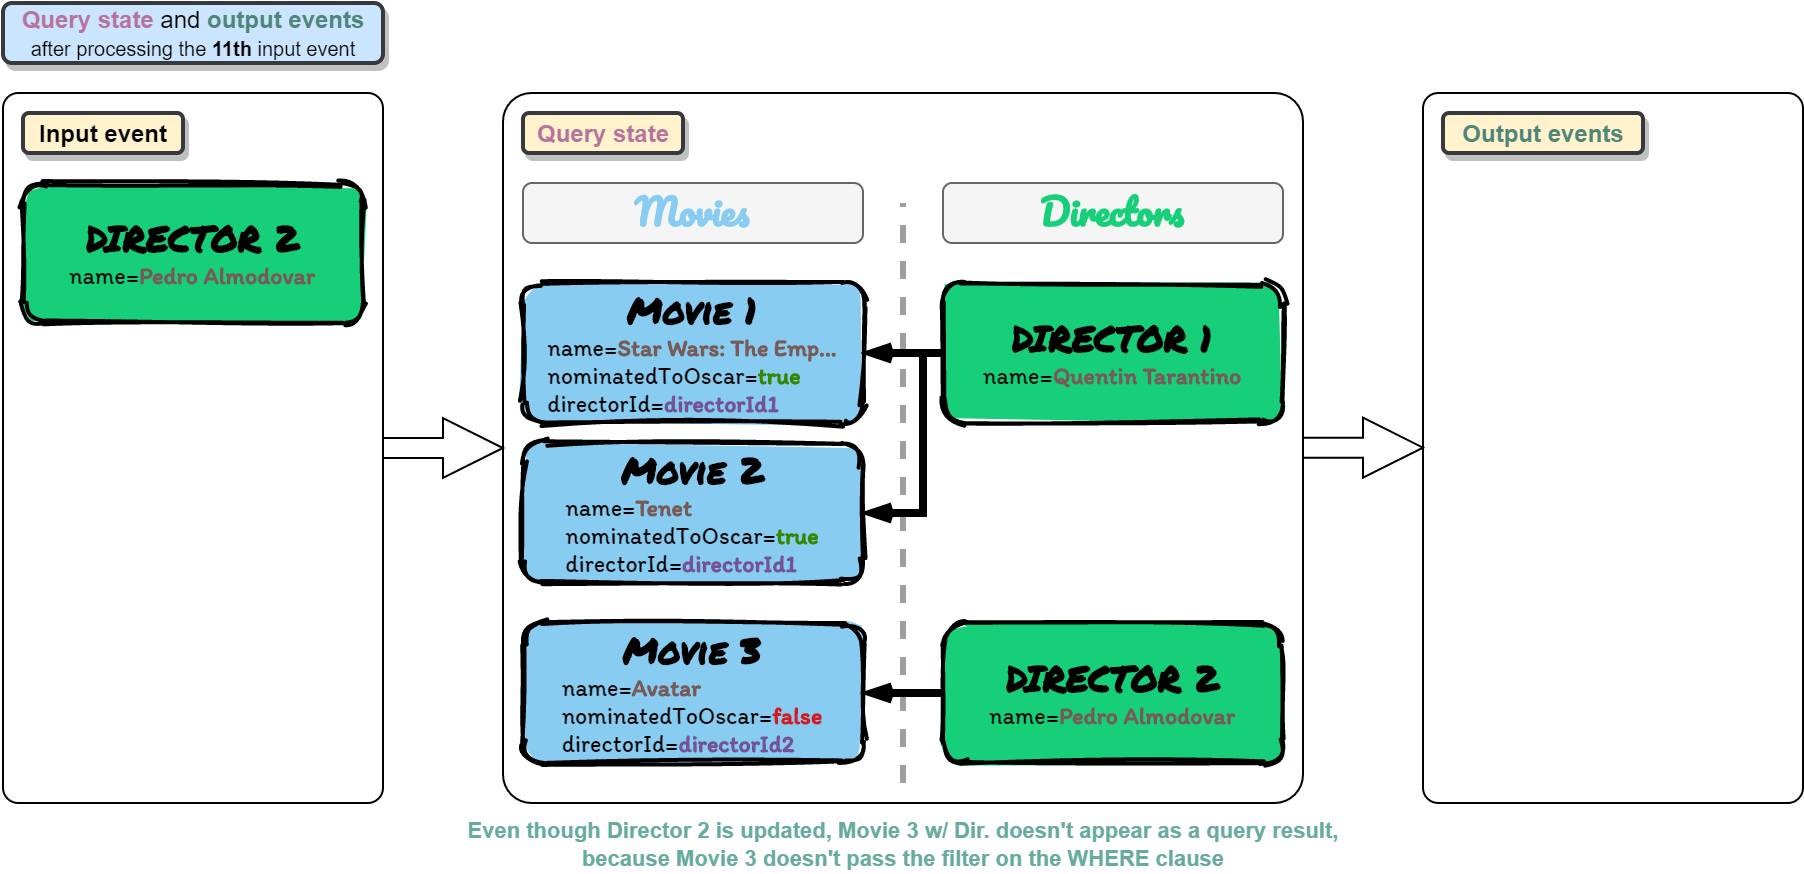 Query state and output events
after processing the 11th input event
Input event
DIRECTOR 2
name=Pedro Almodovar
Query state
Movies
Directors
Movie 1
name=Star Wars: The Emp...
nominatedToOscar=true
directorId=directorId1
DIRECTOR 1
name=Quentin Tarantino
Movie 2
name=Tenet
nominatedToOscar=true
directorId=directorId1
Movie 3
name=Avatar
nominatedToOscar=false
directorId=directorId2
DIRECTOR 2
name=Pedro Almodovar
Output events
Even though Director 2 is updated, Movie 3 w/ Dir. doesn't appear as a query result,
because Movie 3 doesn't pass the filter on the WHERE clause